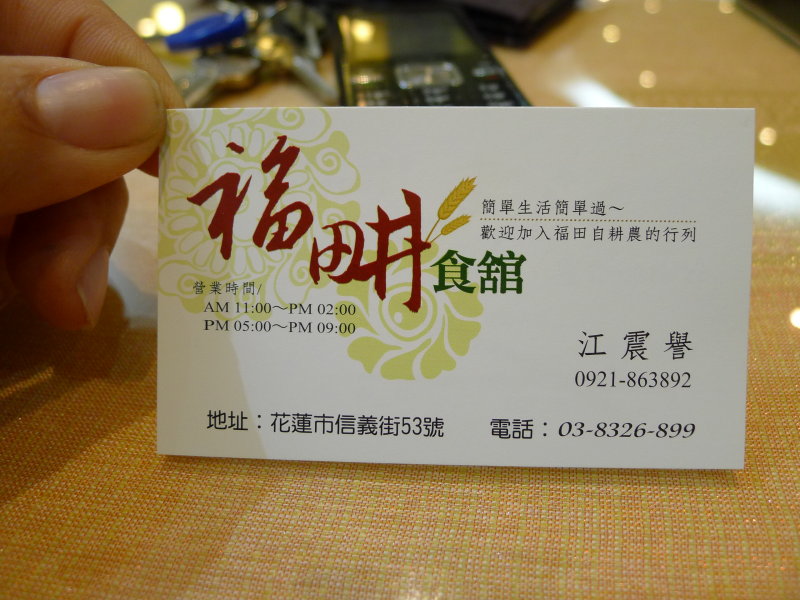 福田井食舘
簡單生活簡單過～
歡迎加入福田自耕農的行列
營業時間/
AM 11:00～PM 02:00
PM 05:00～PM 09:00
江震譽
0921-863892
地址：花蓮市信義街53號
電話：03-8326-899